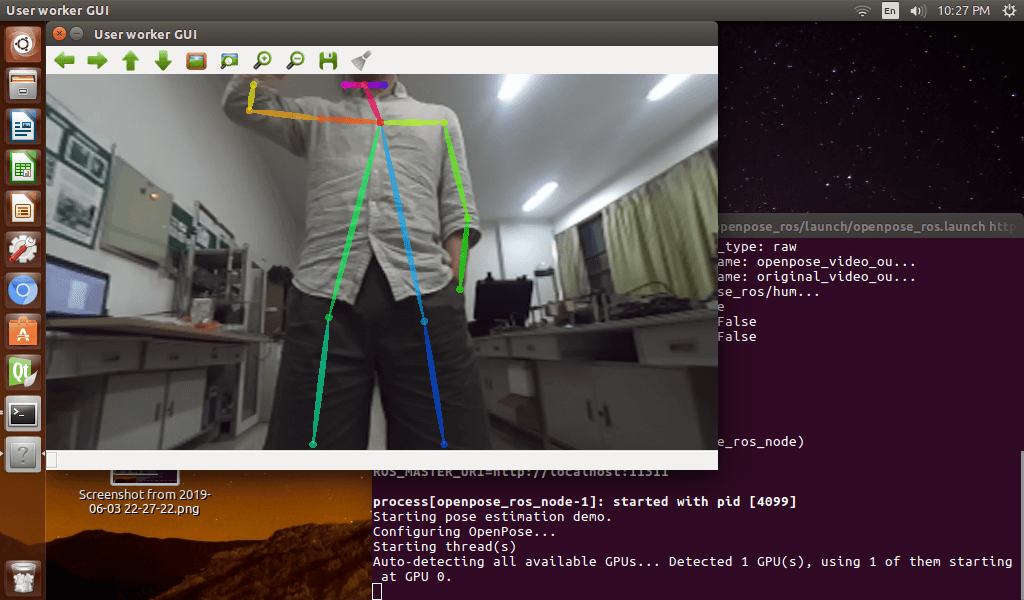 User worker GUI
En
10:27 PM
User worker GUI
openpose_ros/launch/openpose_ros.launch http
_type: raw
ame: openpose_video_ou...
ame: original_video_ou...
se_ros/hum...
e
False
False
e_ros_node)
ROS_MASTER_URI=http://localhost:11311
process[openpose_ros_node-1]: started with pid [4099]
Starting pose estimation demo.
Configuring OpenPose...
Starting thread(s)
Auto-detecting all available GPUs... Detected 1 GPU(s), using 1 of them starting
at GPU 0.
Screenshot from 2019-
06-03 22-27-22.png
Qt
>_
?